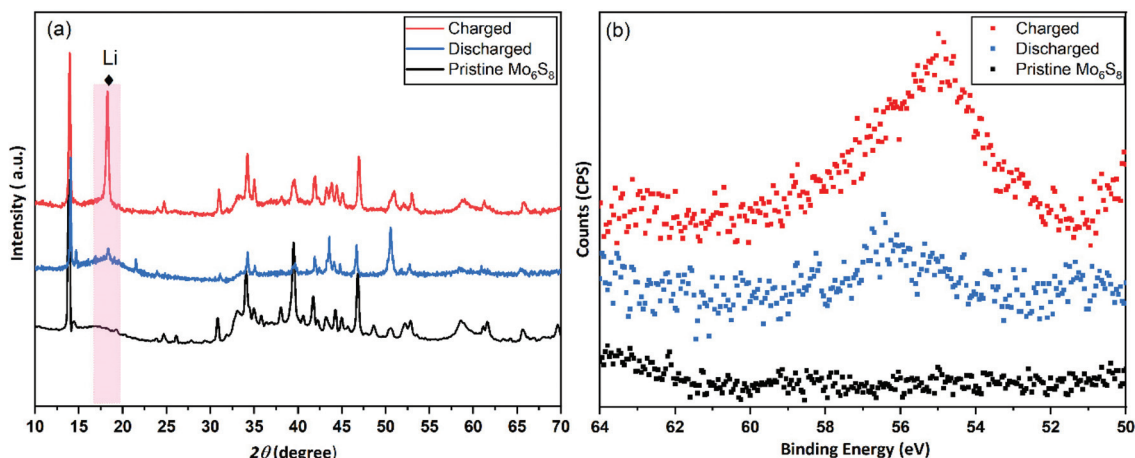 (a)
Charged
Discharged
Pristine Mo₆S₈
Li
Intensity ( a.u.)
10 15 20 25 30 35 40 45 50 55 60 65 70
2θ (degree)
(b)
Charged
Discharged
Pristine Mo₆S₈
Counts (CPS)
64 62 60 58 56 54 52 50
Binding Energy (eV)